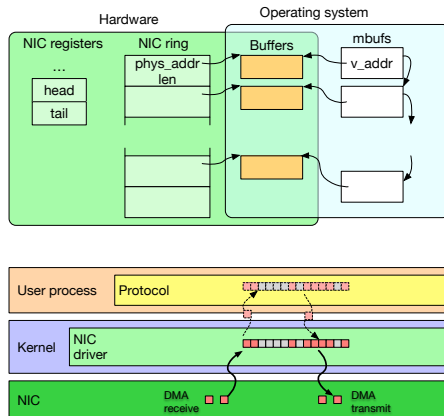 Hardware
Operating system
NIC registers
NIC ring
Buffers
mbufs
...
phys_addr
len
v_addr
head
tail
User process
Protocol
Kernel
NIC
driver
NIC
DMA
receive
DMA
transmit